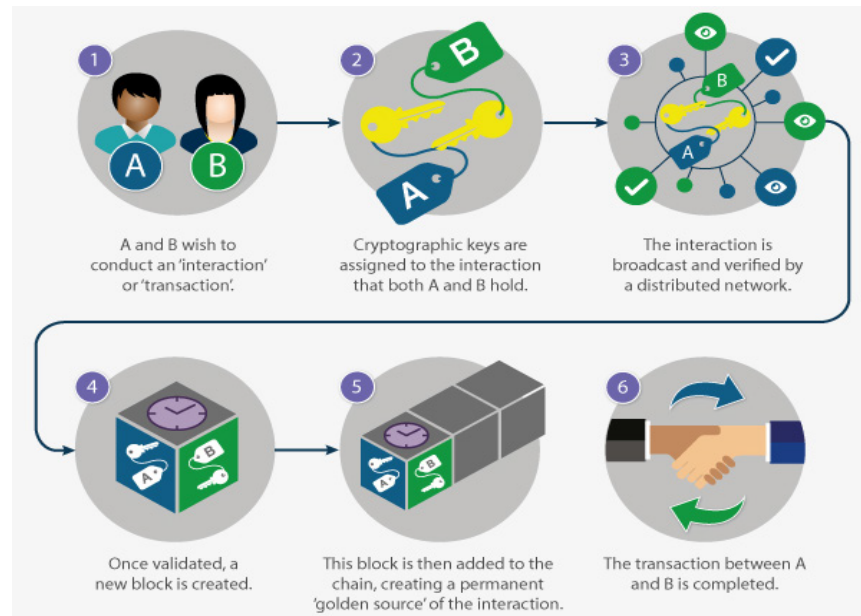 1
A
B
A and B wish to
conduct an ‘interaction’
or ‘transaction’.
2
B
A
Cryptographic keys are
assigned to the interaction
that both A and B hold.
3
B
A
The interaction is
broadcast and verified by
a distributed network.
4
A
B
Once validated, a
new block is created.
5
A
B
This block is then added to the
chain, creating a permanent
‘golden source’ of the interaction.
6
The transaction between A
and B is completed.